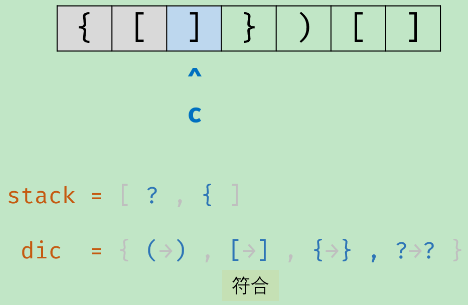 { [ ] } ) [ ]
^
c
stack = [ ? , { ]
dic = { (→) , [→] , {→} , ?→? }
符合